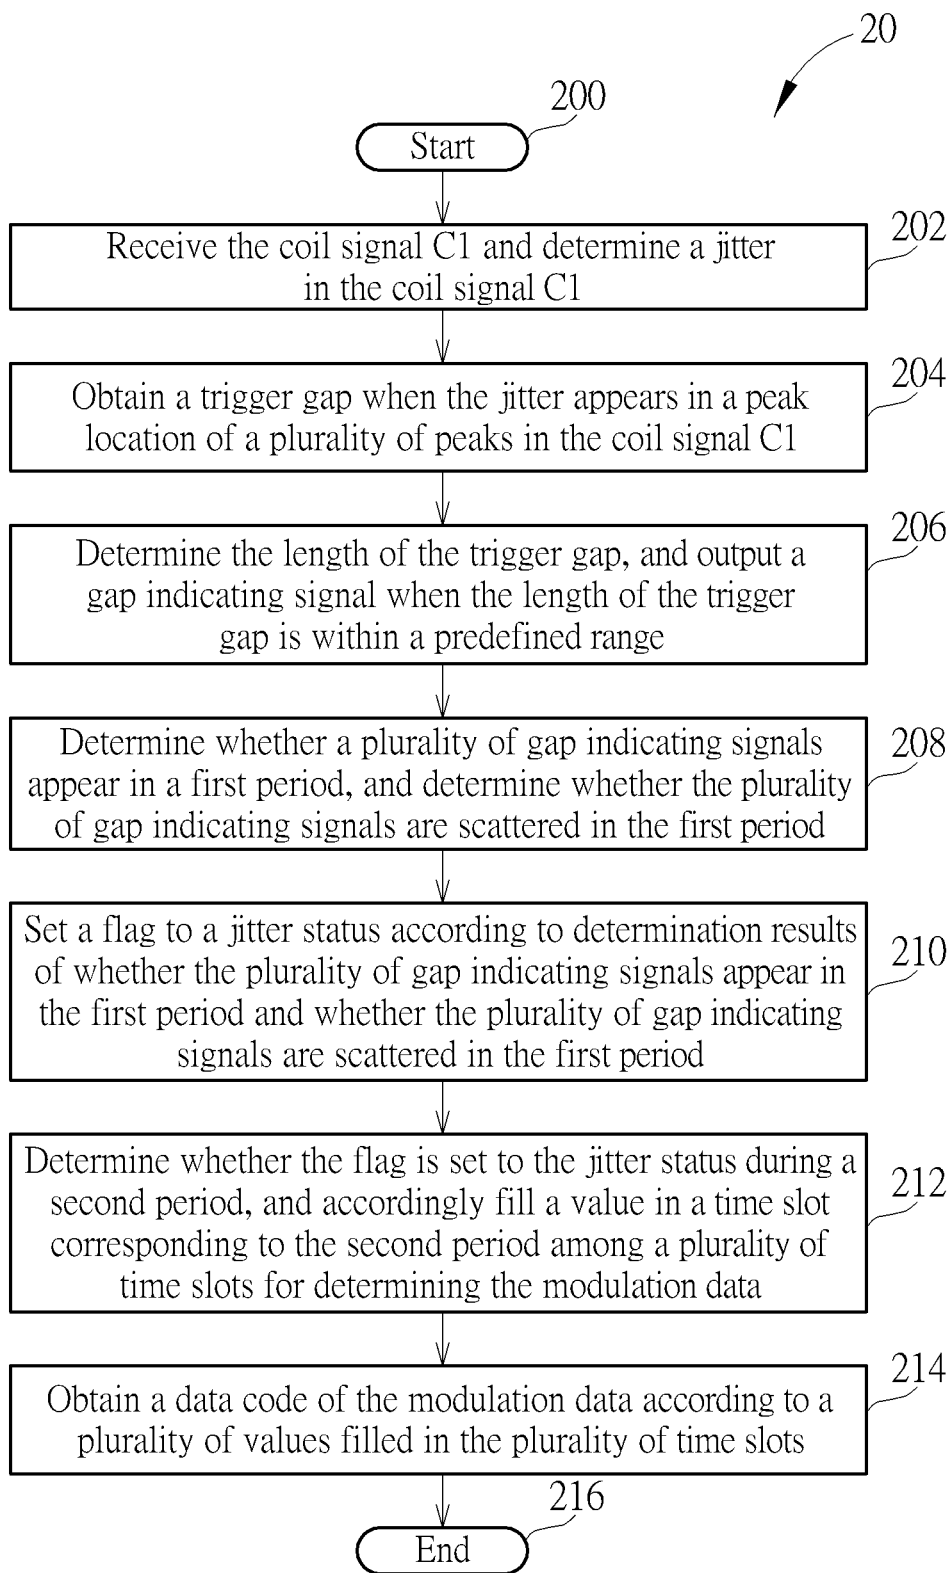 20
200
Start
202
Receive the coil signal C1 and determine a jitter
in the coil signal C1
204
Obtain a trigger gap when the jitter appears in a peak
location of a plurality of peaks in the coil signal C1
206
Determine the length of the trigger gap, and output a
gap indicating signal when the length of the trigger
gap is within a predefined range
208
Determine whether a plurality of gap indicating signals
appear in a first period, and determine whether the plurality
of gap indicating signals are scattered in the first period
210
Set a flag to a jitter status according to determination results
of whether the plurality of gap indicating signals appear in
the first period and whether the plurality of gap indicating
signals are scattered in the first period
212
Determine whether the flag is set to the jitter status during a
second period, and accordingly fill a value in a time slot
corresponding to the second period among a plurality of
time slots for determining the modulation data
214
Obtain a data code of the modulation data according to a
plurality of values filled in the plurality of time slots
216
End